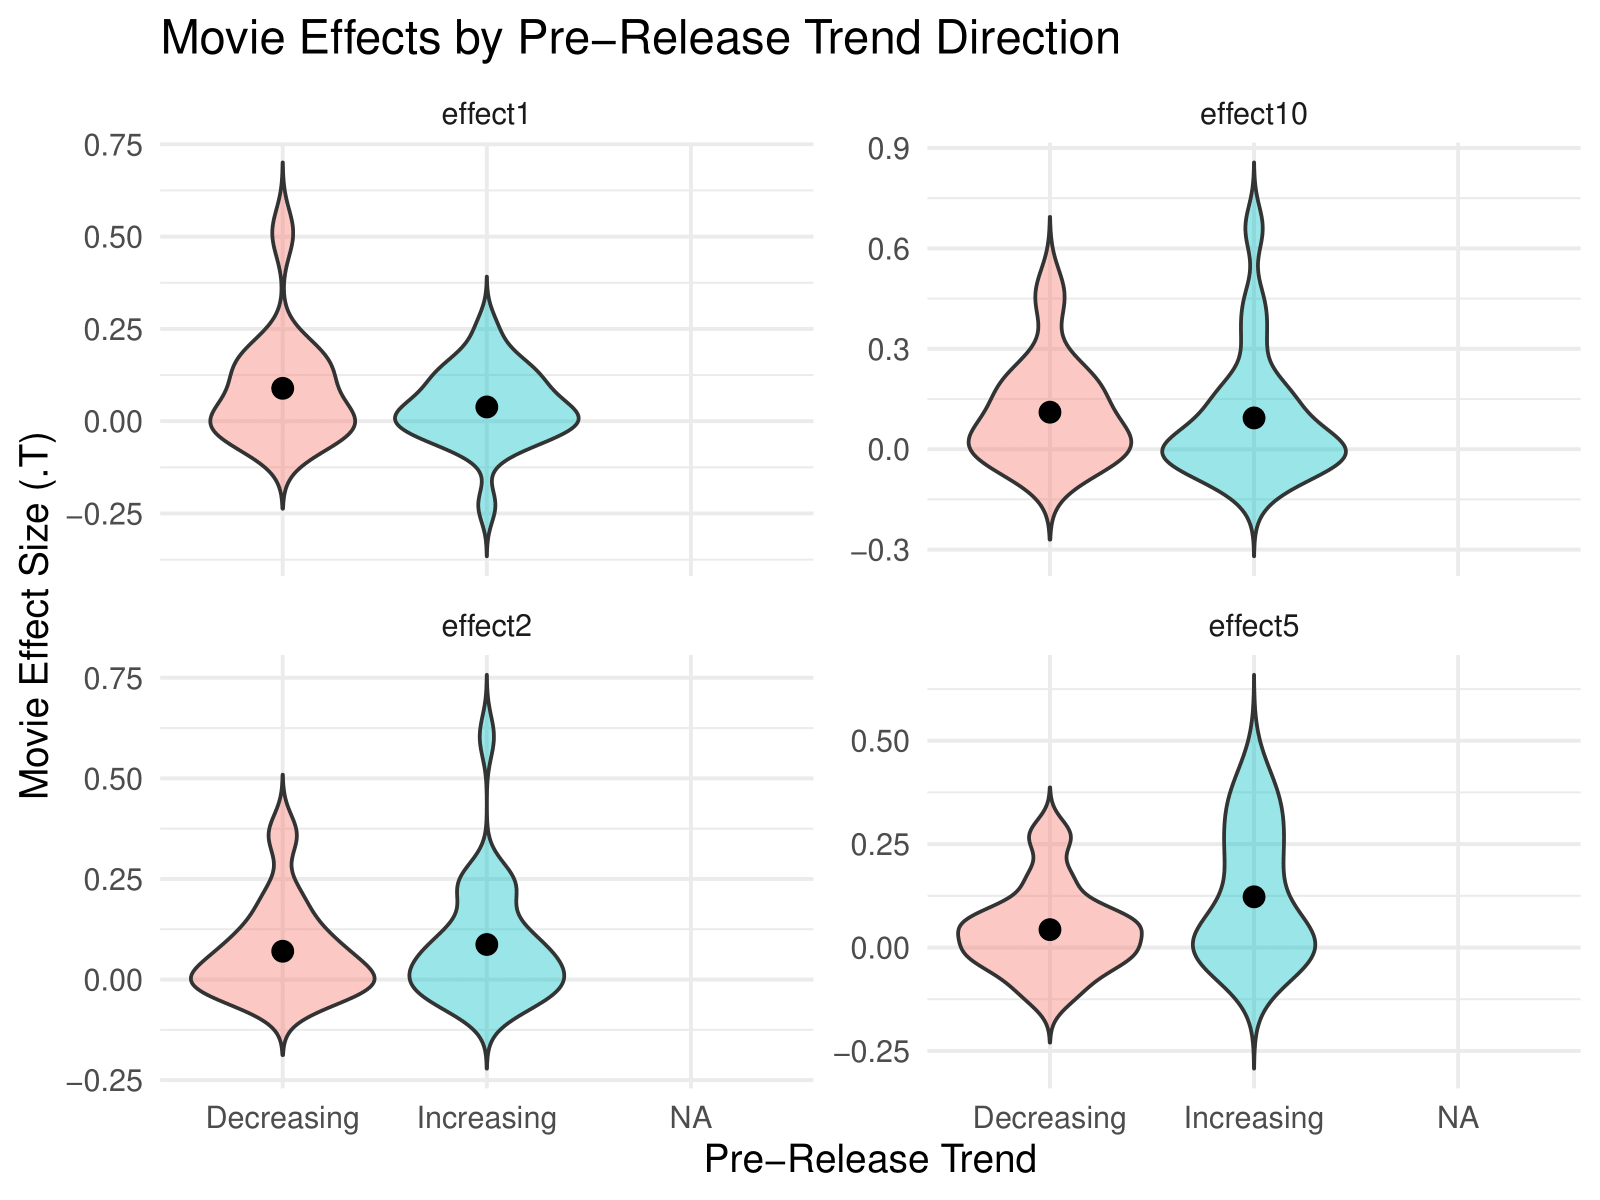 Movie Effects by Pre−Release Trend Direction
effect1
effect10
0.75
0.50
0.25
0.00
−0.25
0.9
0.6
0.3
0.0
−0.3
effect2
effect5
0.75
0.50
0.25
0.00
−0.25
0.50
0.25
0.00
−0.25
Movie Effect Size (.T)
Decreasing Increasing NA
Decreasing Increasing NA
Pre−Release Trend